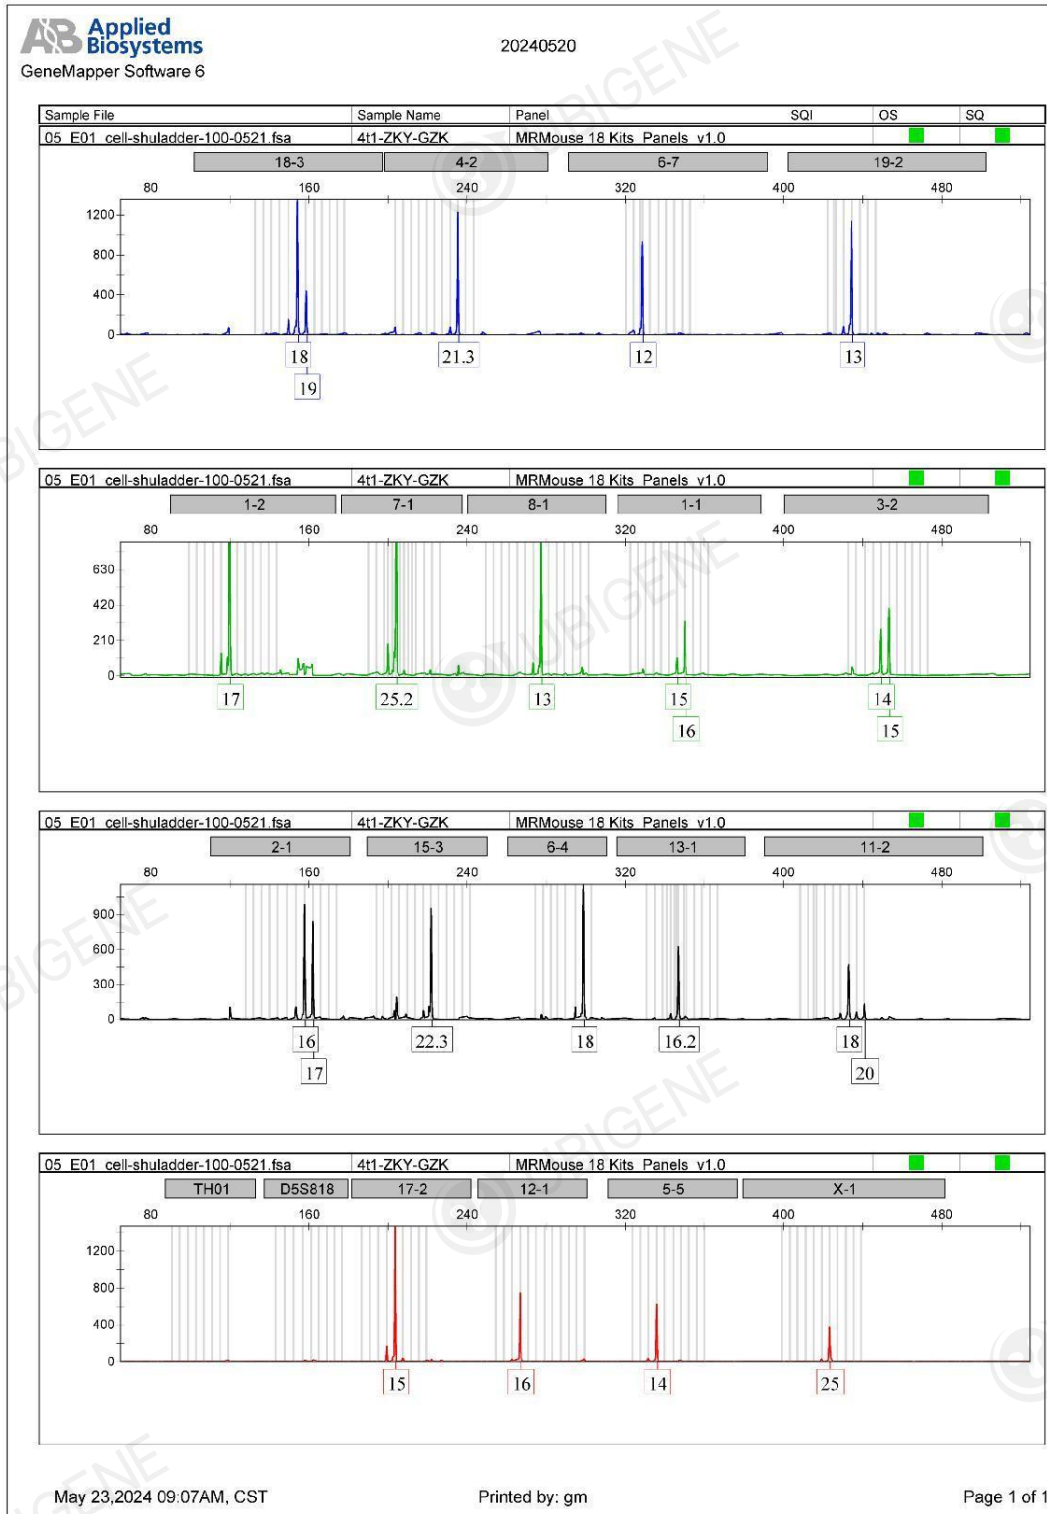 AB Applied Biosystems
20240520
GeneMapper Software 6
Sample File Sample Name Panel SQI OS SQ
05_E01_cell-shuladder-100-0521.fsa 4t1-ZKY-GZK MRMouse 18 Kits_Panels_v1.0
18-3 4-2 6-7 19-2
80 160 240 320 400 480
1200
800
400
0
18 21.3 12 13
19
05_E01_cell-shuladder-100-0521.fsa 4t1-ZKY-GZK MRMouse 18 Kits_Panels_v1.0
1-2 7-1 8-1 1-1 3-2
80 160 240 320 400 480
630
420
210
0
17 25.2 13 15 14
16 15
05_E01_cell-shuladder-100-0521.fsa 4t1-ZKY-GZK MRMouse 18 Kits_Panels_v1.0
2-1 15-3 6-4 13-1 11-2
80 160 240 320 400 480
900
600
300
0
16 22.3 18 16.2 18
17 20
05_E01_cell-shuladder-100-0521.fsa 4t1-ZKY-GZK MRMouse 18 Kits_Panels_v1.0
TH01 D5S818 17-2 12-1 5-5 X-1
80 160 240 320 400 480
1200
800
400
0
15 16 14 25
May 23,2024 09:07AM, CST Printed by: gm Page 1 of 1
UBIGENE